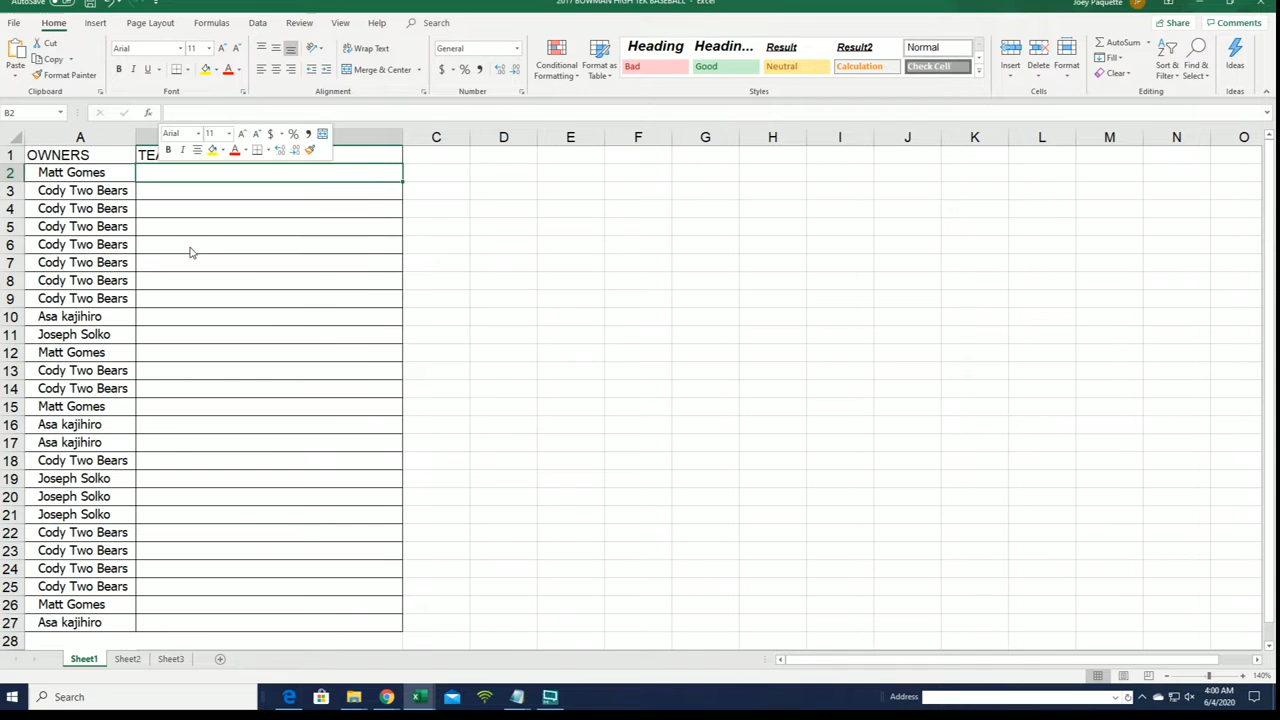 AutoSave
2017 BOWMAN HIGH TEK BASEBALL - Excel
Joey Paquette
File Home Insert Page Layout Formulas Data Review View Help Search Share Comments
Paste Cut Copy Format Painter
Arial 11
Wrap Text
Merge & Center
General
Conditional Formatting
Format as Table
Heading Headin... Result Result2 Normal
Bad Good Neutral Calculation Check Cell
Insert Delete Format
AutoSum Fill Clear
Sort & Filter
Find & Select
Ideas
Clipboard Font Alignment Number Styles Cells Editing Ideas
B2
Arial 11
A C D E F G H I J K L M N O
1 OWNERS
2 Matt Gomes
3 Cody Two Bears
4 Cody Two Bears
5 Cody Two Bears
6 Cody Two Bears
7 Cody Two Bears
8 Cody Two Bears
9 Cody Two Bears
10 Asa kajihiro
11 Joseph Solko
12 Matt Gomes
13 Cody Two Bears
14 Cody Two Bears
15 Matt Gomes
16 Asa kajihiro
17 Asa kajihiro
18 Cody Two Bears
19 Joseph Solko
20 Joseph Solko
21 Joseph Solko
22 Cody Two Bears
23 Cody Two Bears
24 Cody Two Bears
25 Cody Two Bears
26 Matt Gomes
27 Asa kajihiro
28
Sheet1 Sheet2 Sheet3
140%
Search
Address
4:00 AM
6/4/2020